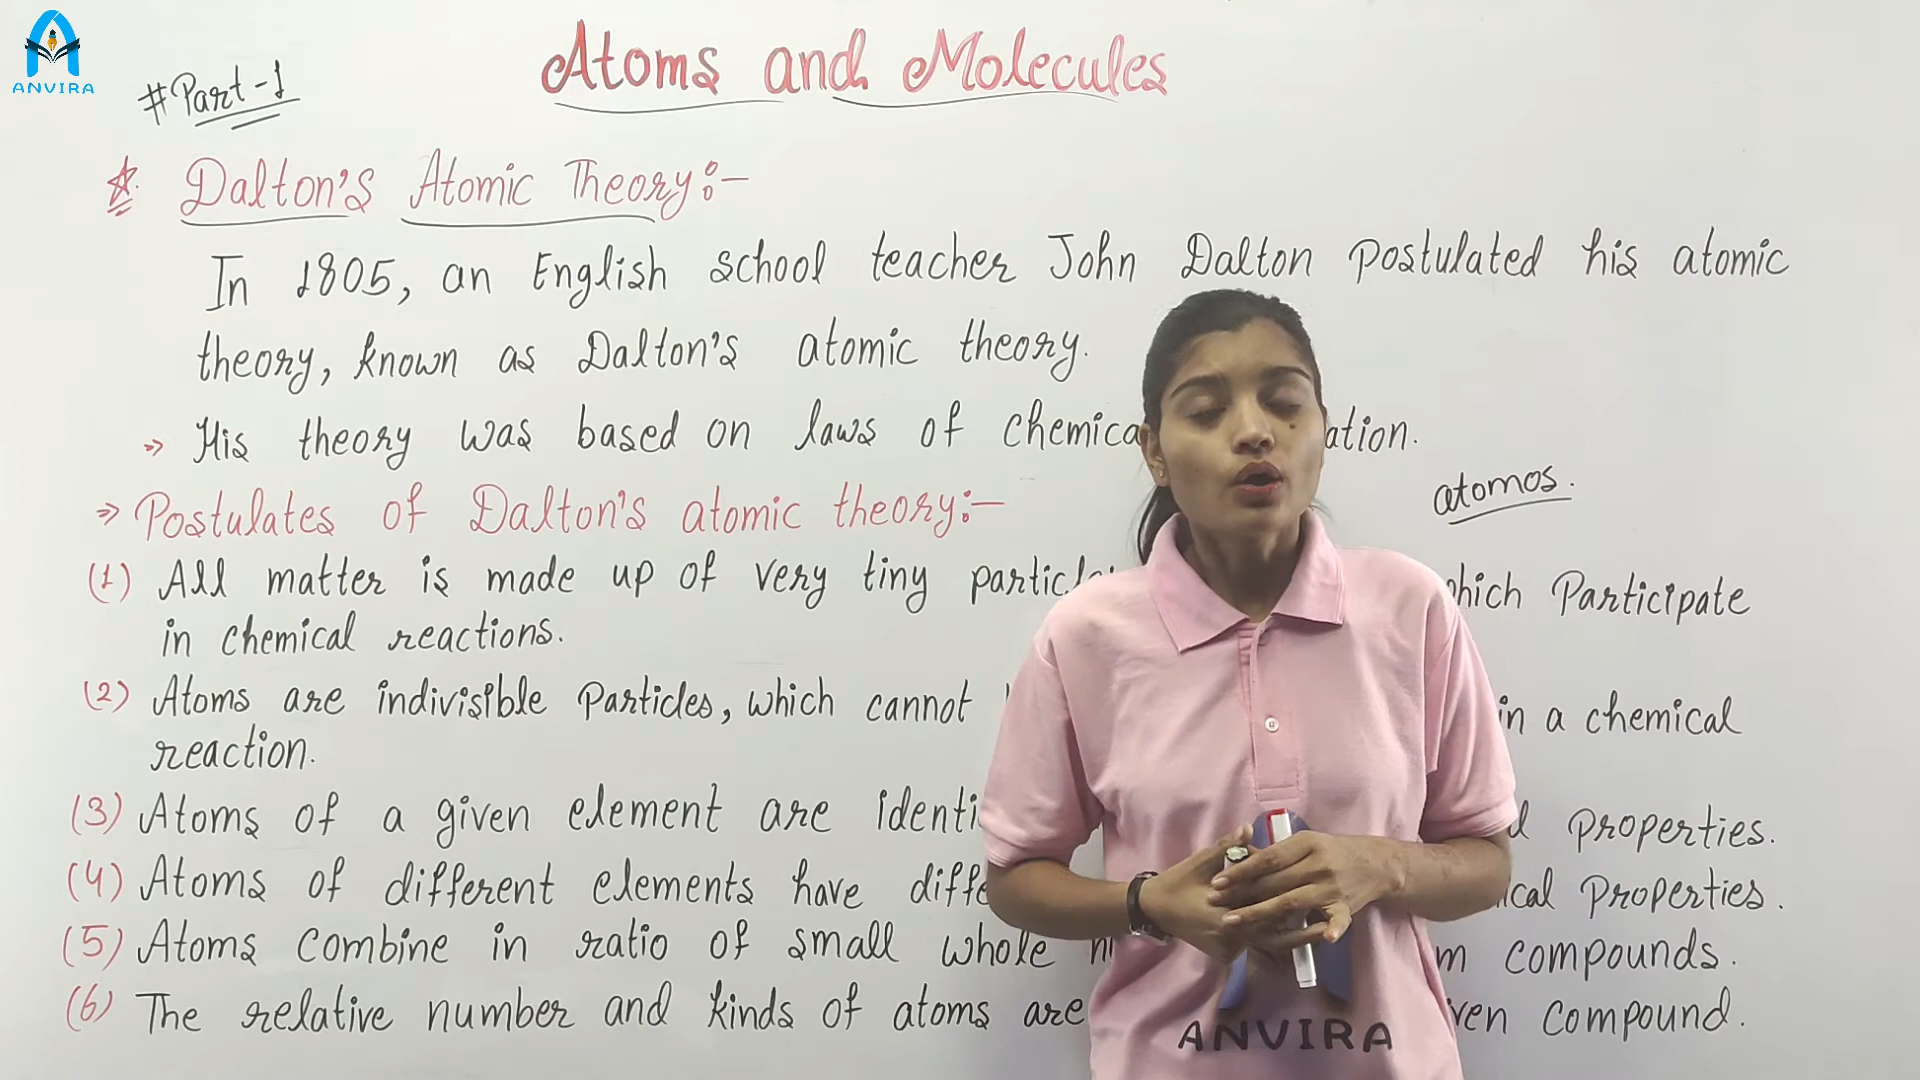 ANVIRA
#Part-1
Atoms and Molecules
Dalton's Atomic Theory:-
In 1805, an English school teacher John Dalton postulated his atomic
theory, known as Dalton's atomic theory.
→ His theory was based on laws of chemica ation.
atomos.
→ Postulates of Dalton's atomic theory:-
(1) All matter is made up of very tiny particle which Participate
in chemical reactions.
(2) Atoms are indivisible Particles, which cannot in a chemical
reaction.
(3) Atoms of a given element are identi Properties.
(4) Atoms of different elements have diffe ical Properties.
(5) Atoms combine in ratio of small whole m compounds.
(6) The relative number and kinds of atoms are ven compound.
ANVIRA